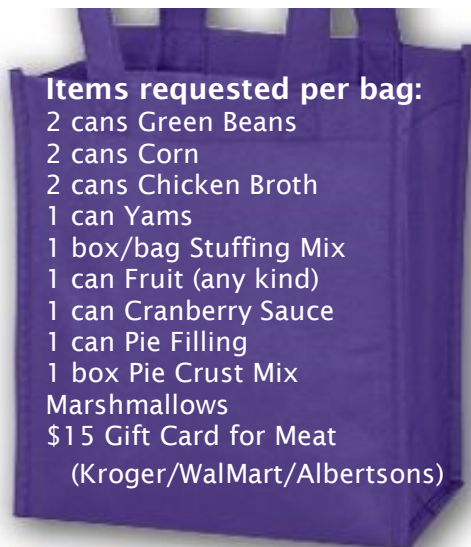 Items requested per bag:
2 cans Green Beans
2 cans Corn
2 cans Chicken Broth
1 can Yams
1 box/bag Stuffing Mix
1 can Fruit (any kind)
1 can Cranberry Sauce
1 can Pie Filling
1 box Pie Crust Mix
Marshmallows
$15 Gift Card for Meat
(Kroger/WalMart/Albertsons)